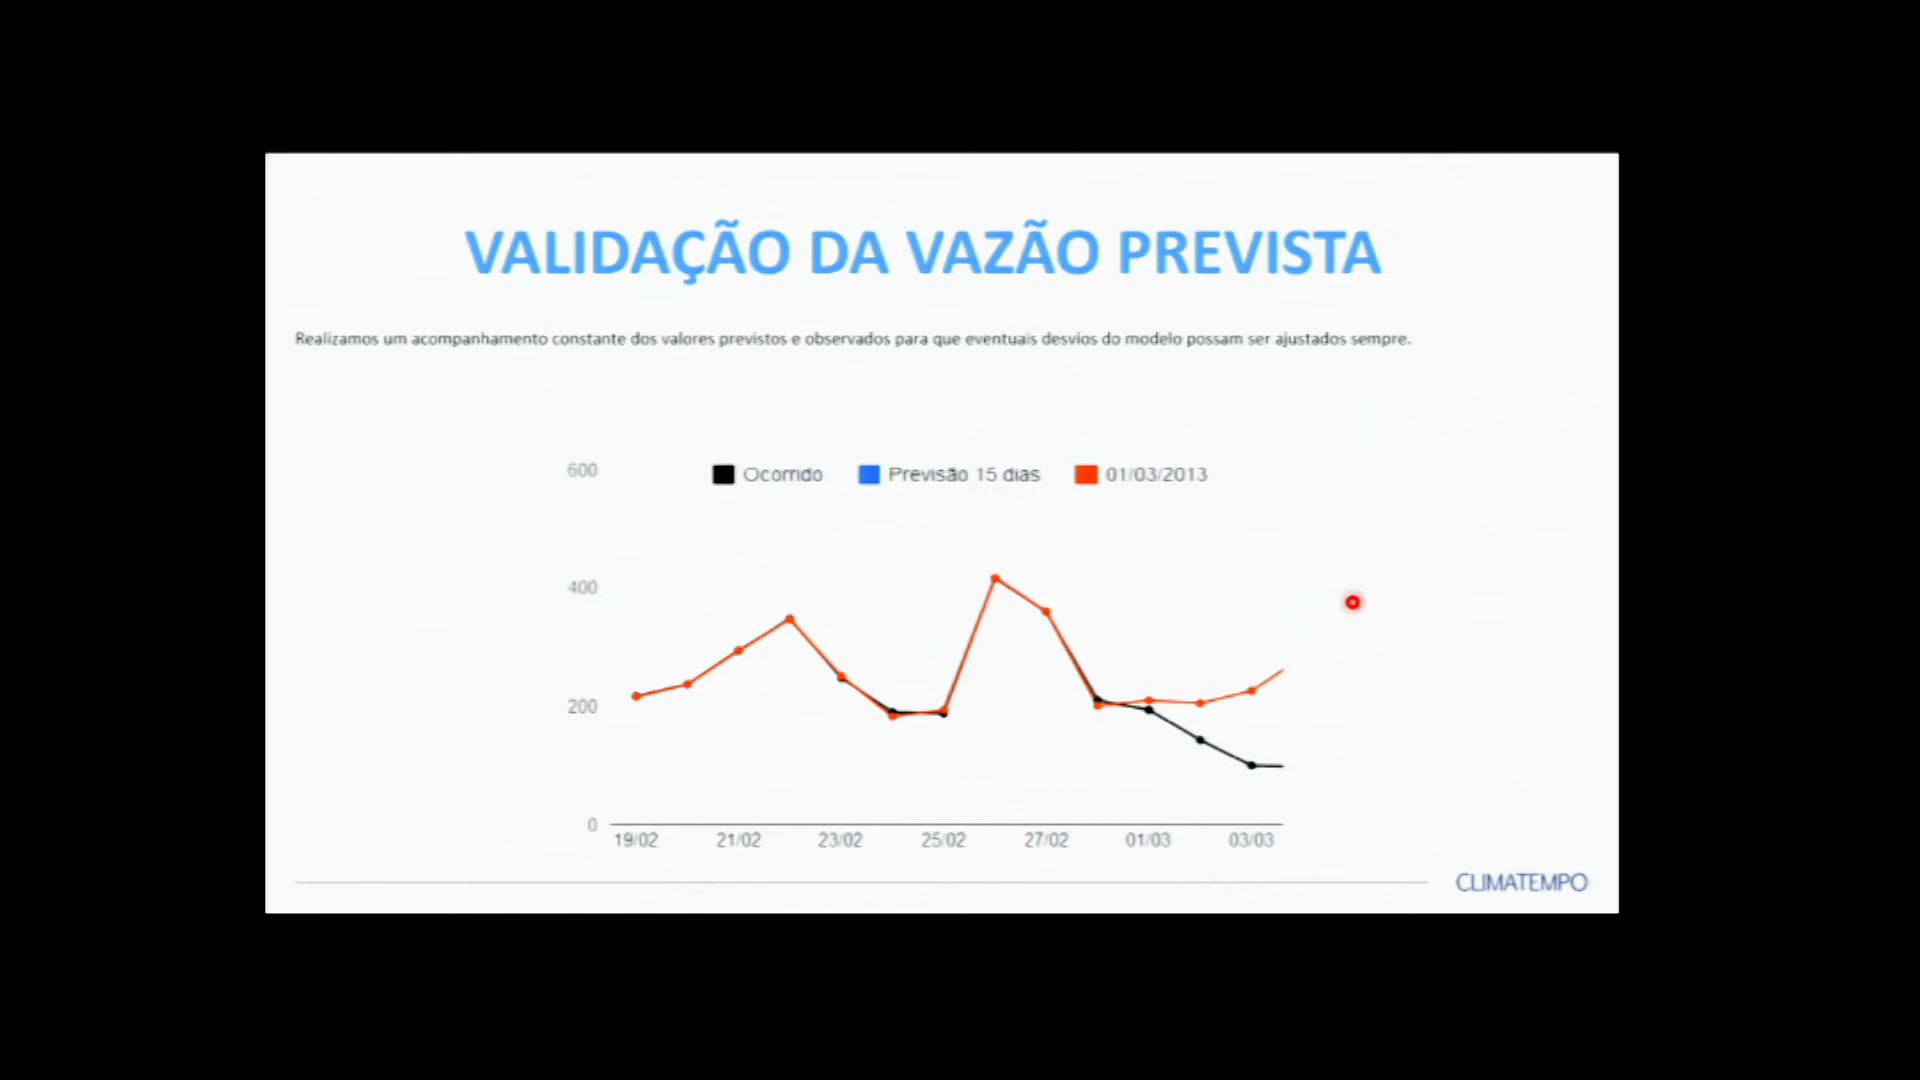 VALIDAÇÃO DA VAZÃO PREVISTA
Realizamos um acompanhamento constante dos valores previstos e observados para que eventuais desvios do modelo possam ser ajustados sempre.
Ocorrido Previsão 15 dias 01/03/2013
600
400
200
0
19/02 21/02 23/02 25/02 27/02 01/03 03/03
CLIMATEMPO